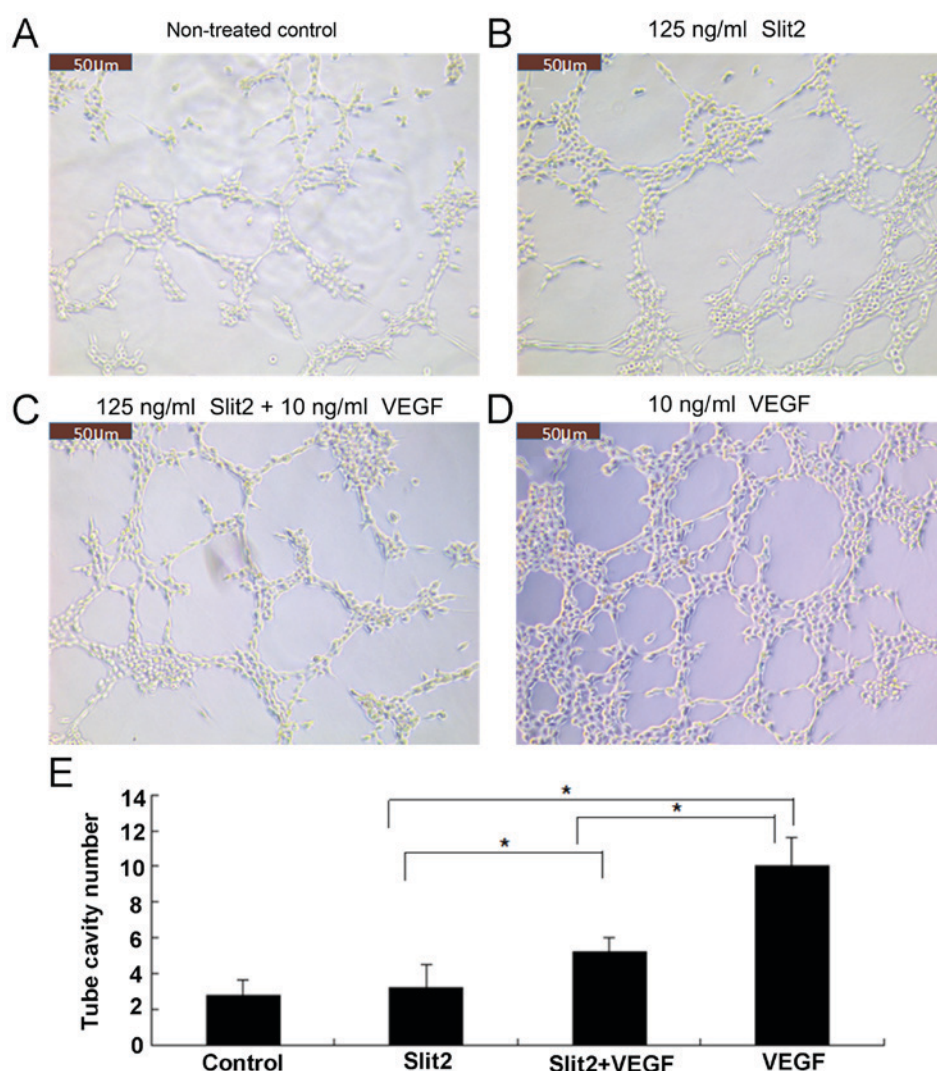 A
Non-treated control
50µm
B
125 ng/ml Slit2
50µm
C
125 ng/ml Slit2 + 10 ng/ml VEGF
50µm
D
10 ng/ml VEGF
50µm
E
Tube cavity number
14
12
10
8
6
4
2
0
*
*
*
Control
Slit2
Slit2+VEGF
VEGF